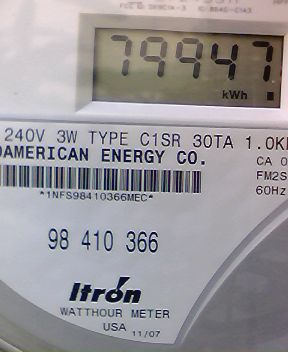 79947
kWh
240V 3W TYPE C1SR 30TA 1.0K
AMERICAN ENERGY CO.
CA 0
FM2S
60Hz
*1NFS98410366MEC*
98 410 366
Itrón
WATTHOUR METER
USA 11/07